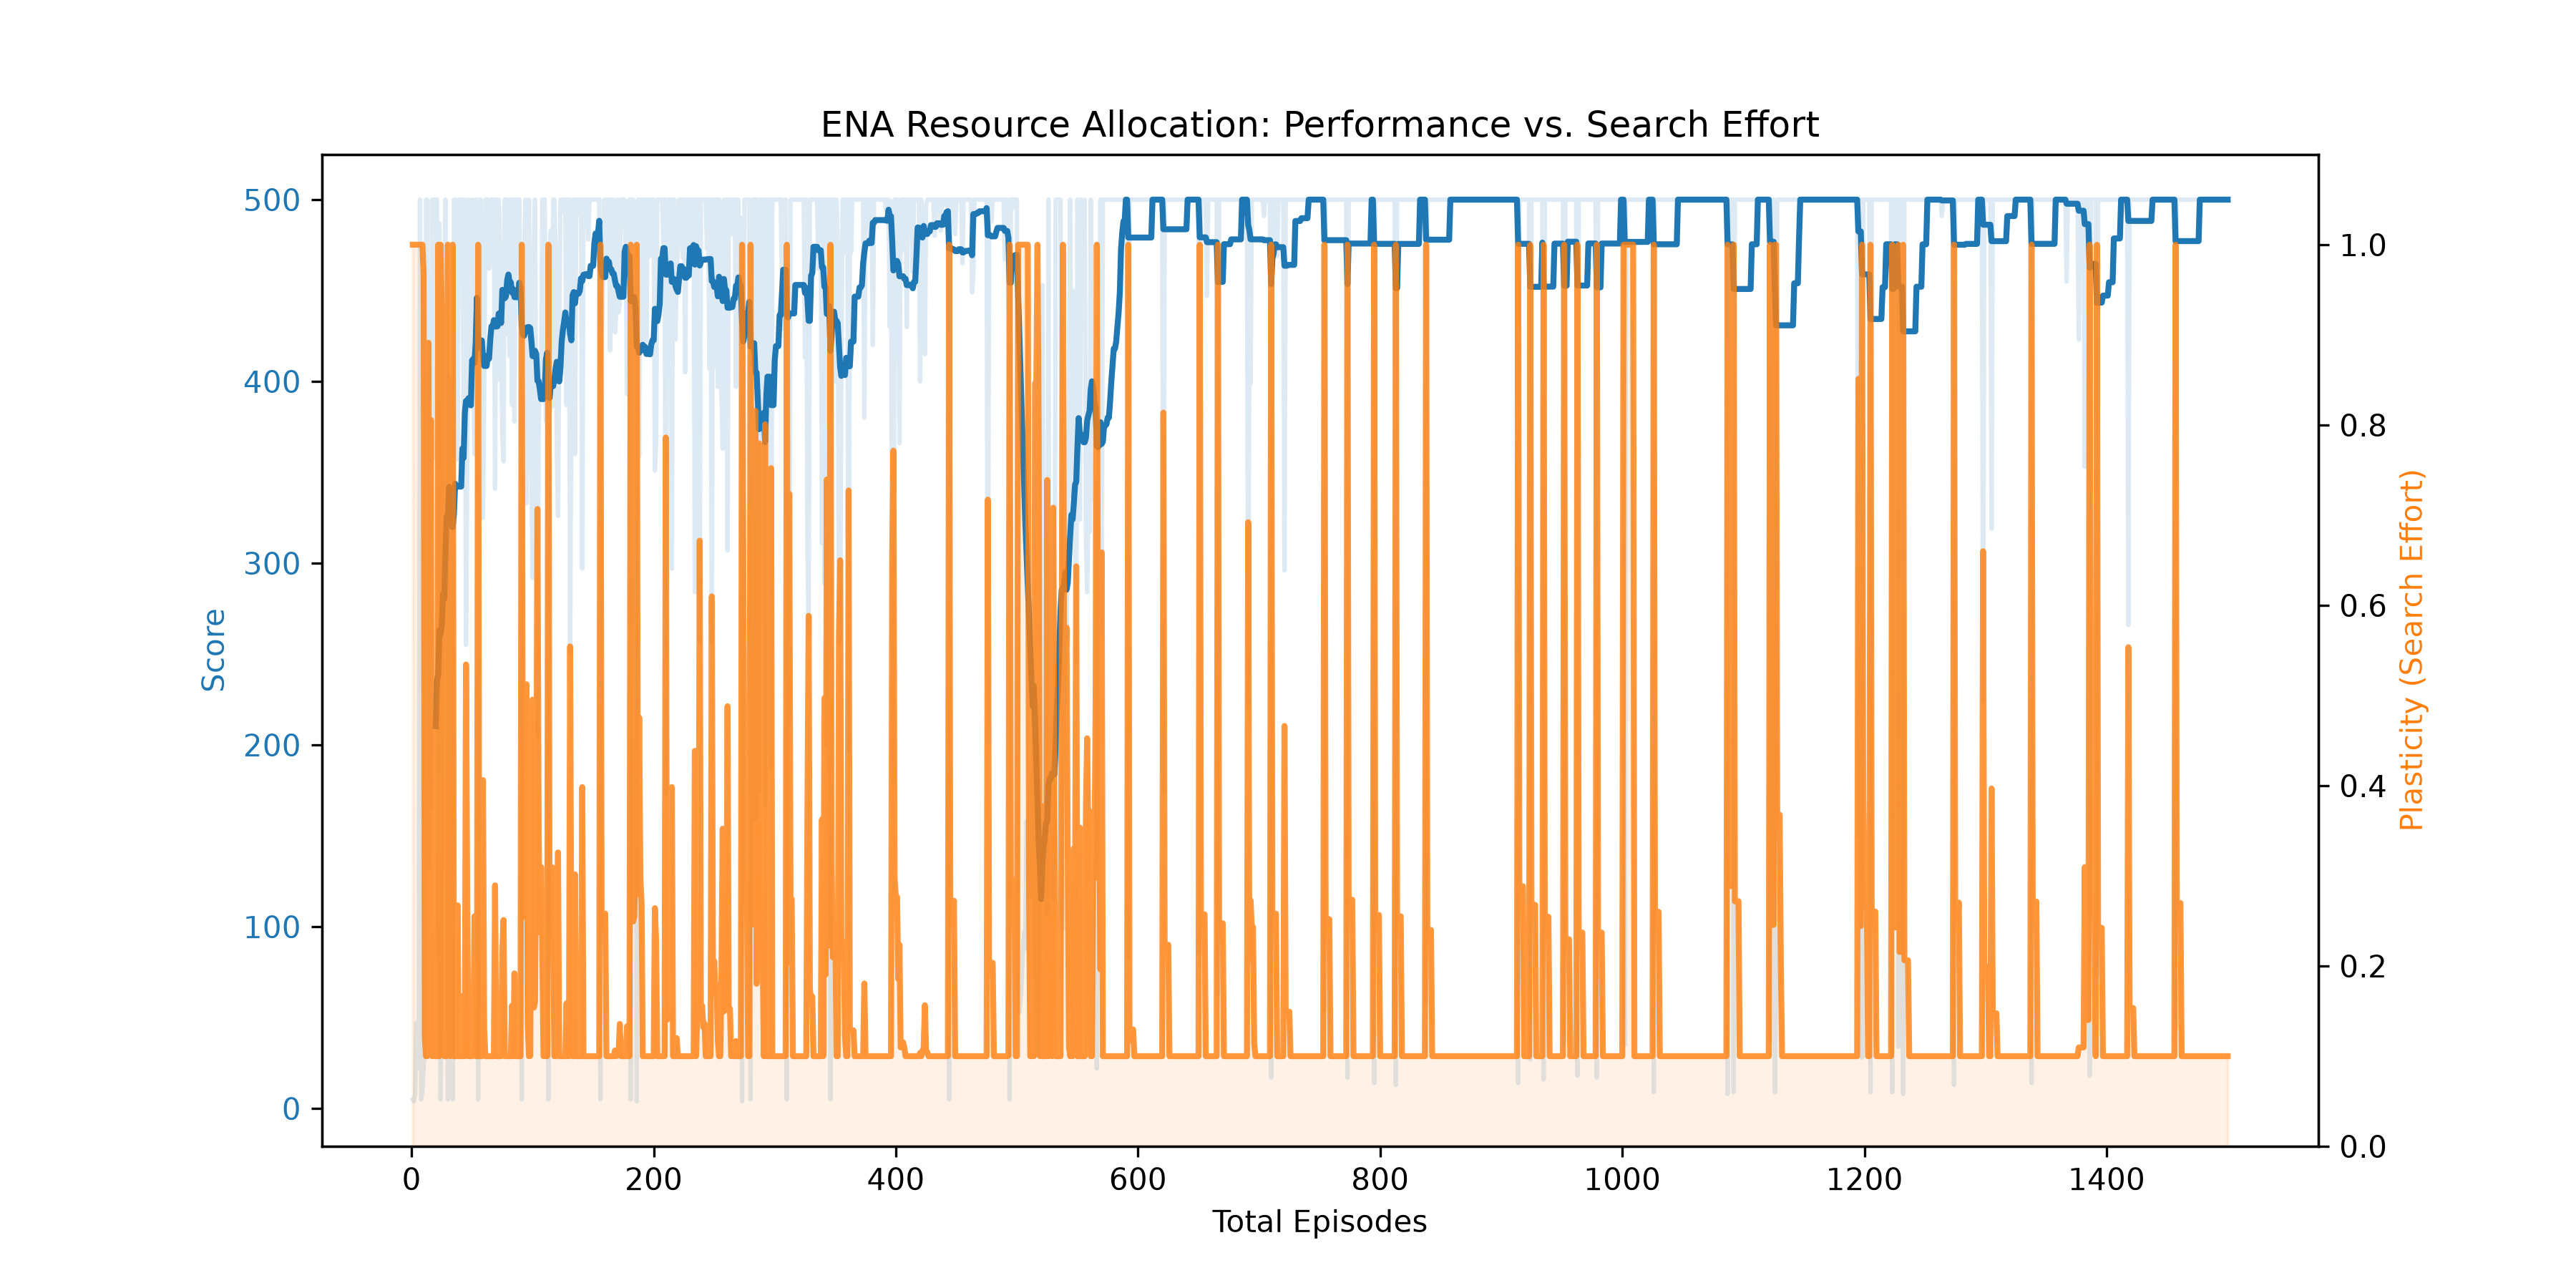 ENA Resource Allocation: Performance vs. Search Effort
500
400
300
200
100
0
Score
1.0
0.8
0.6
0.4
0.2
0.0
Plasticity (Search Effort)
0 200 400 600 800 1000 1200 1400
Total Episodes